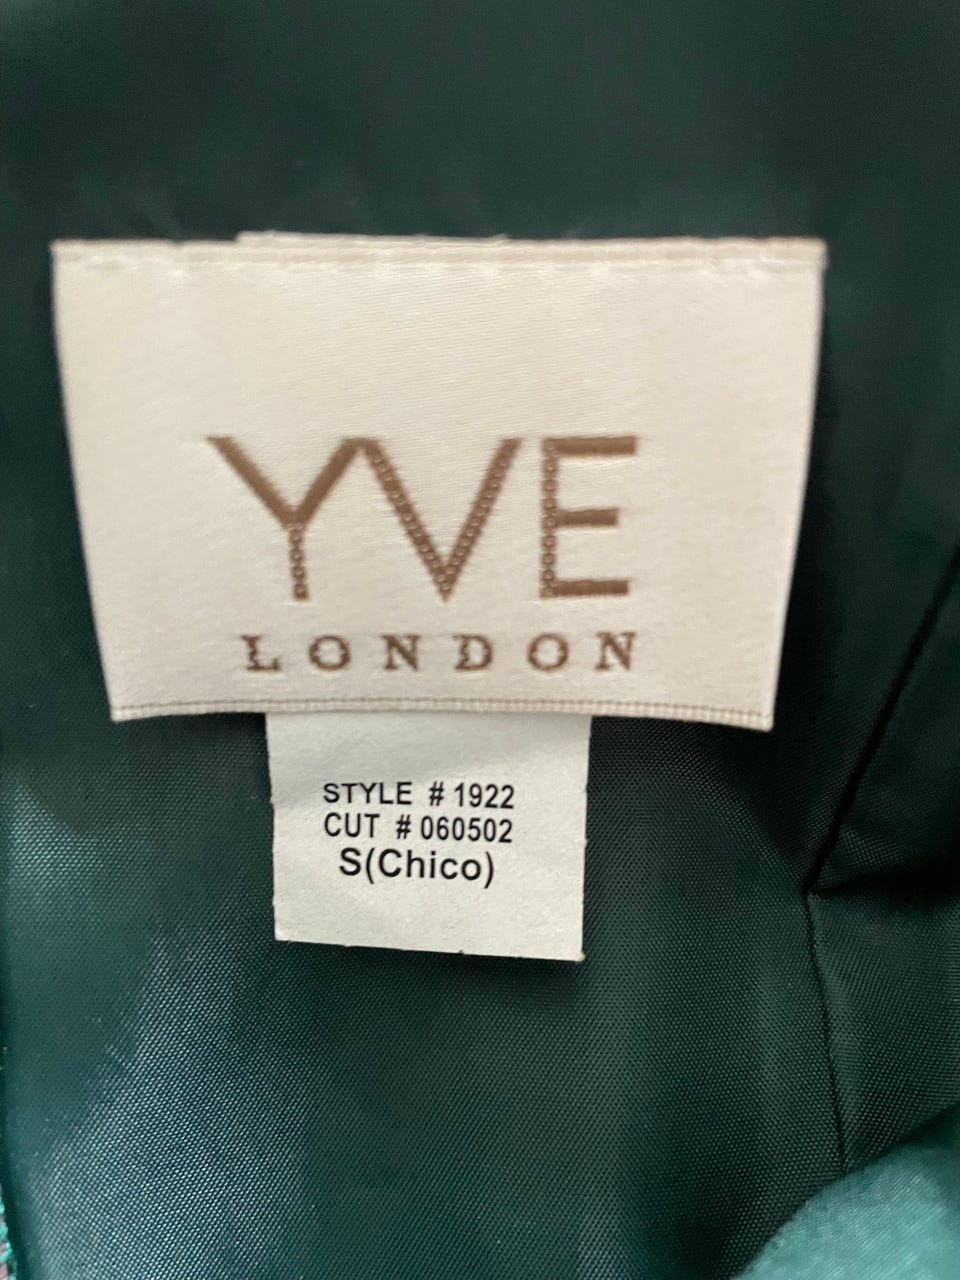 YVE
LONDON
STYLE # 1922
CUT # 060502
S(Chico)